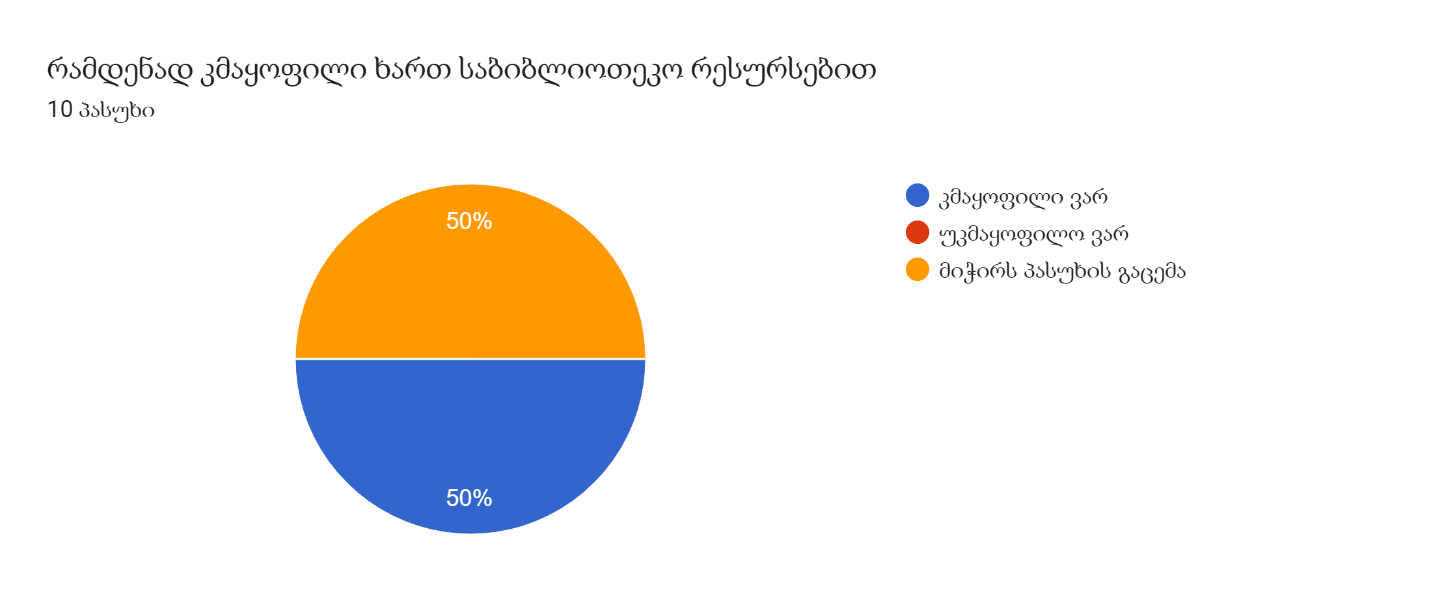 რამდენად კმაყოფილი ხართ საბიბლიოთეკო რესურსებით
10 პასუხი
50%
50%
კმაყოფილი ვარ
უკმაყოფილო ვარ
მიჭირს პასუხის გაცემა